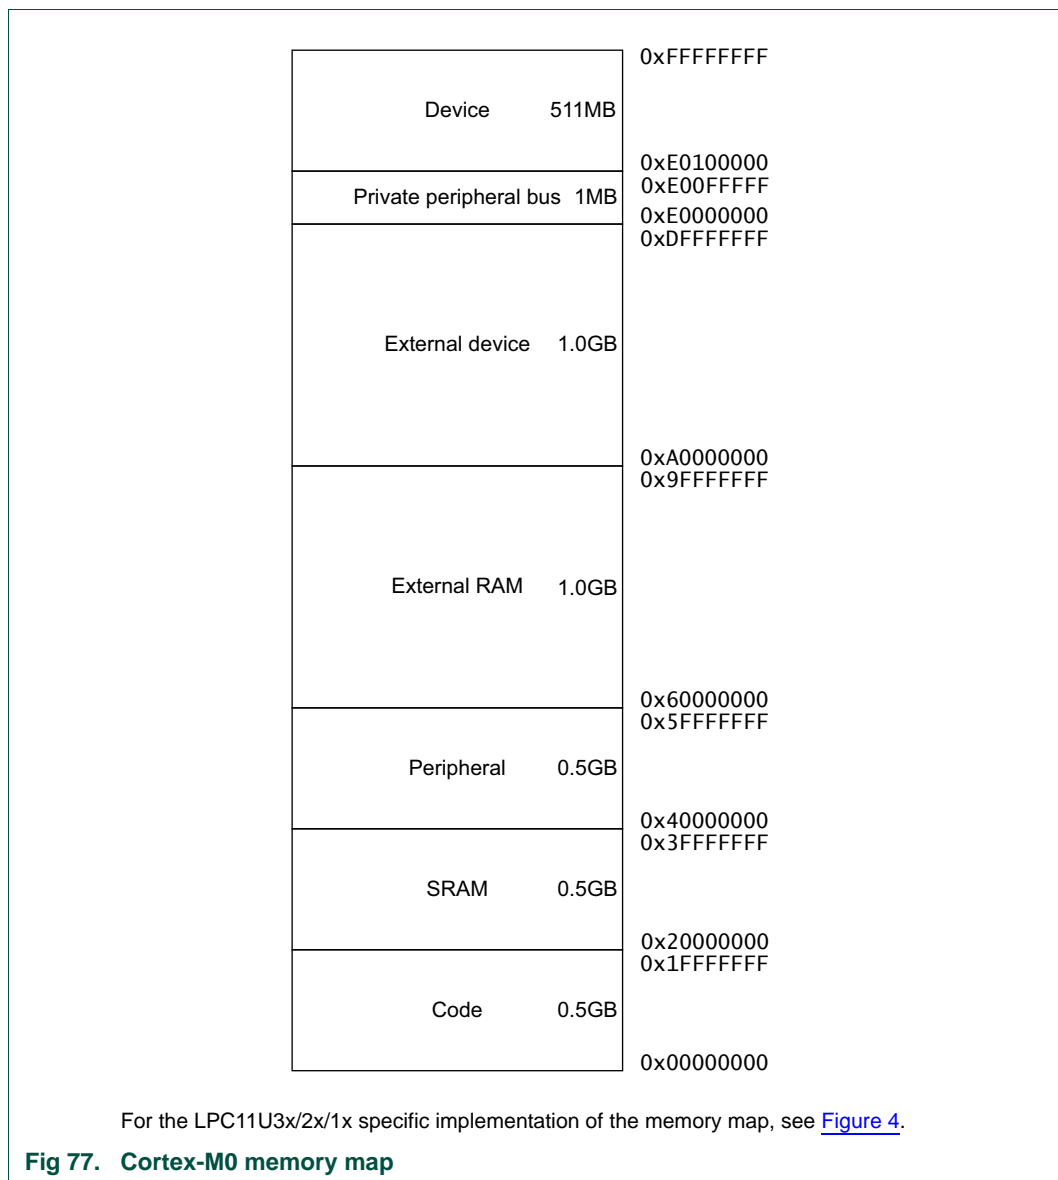 0xFFFFFFFF
Device 511MB
0xE0100000
0xE00FFFFF
Private peripheral bus 1MB
0xE0000000
0xDFFFFFFF
External device 1.0GB
0xA0000000
0x9FFFFFFF
External RAM 1.0GB
0x60000000
0x5FFFFFFF
Peripheral 0.5GB
0x40000000
0x3FFFFFFF
SRAM 0.5GB
0x20000000
0x1FFFFFFF
Code 0.5GB
0x00000000
For the LPC11U3x/2x/1x specific implementation of the memory map, see Figure 4.
Fig 77. Cortex-M0 memory map